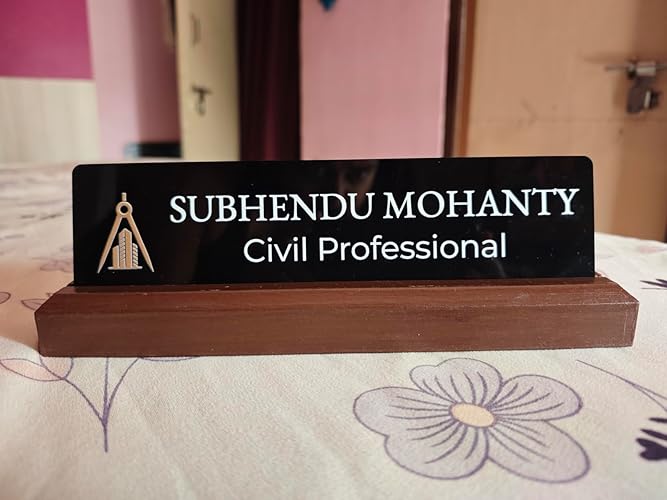 SUBHENDU MOHANTY
Civil Professional